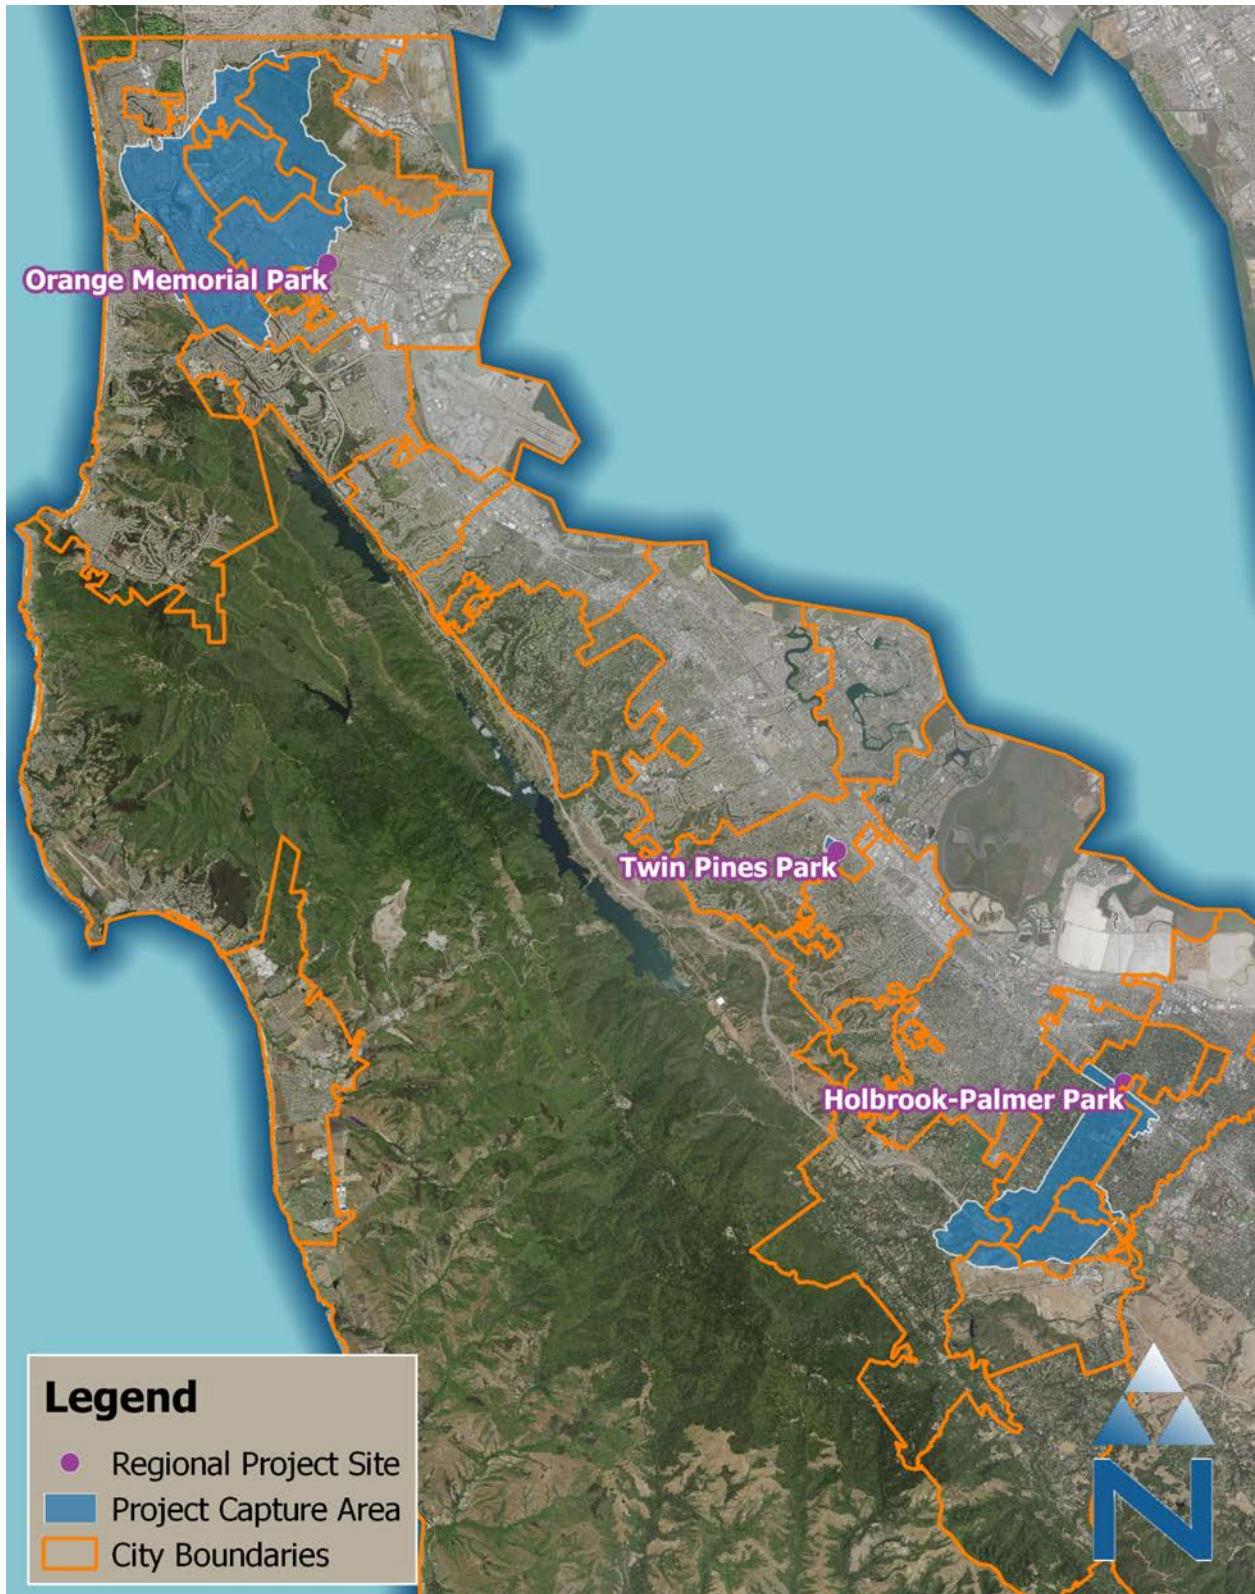 Orange Memorial Park
Twin Pines Park
Holbrook-Palmer Park
Legend
Regional Project Site
Project Capture Area
City Boundaries
N